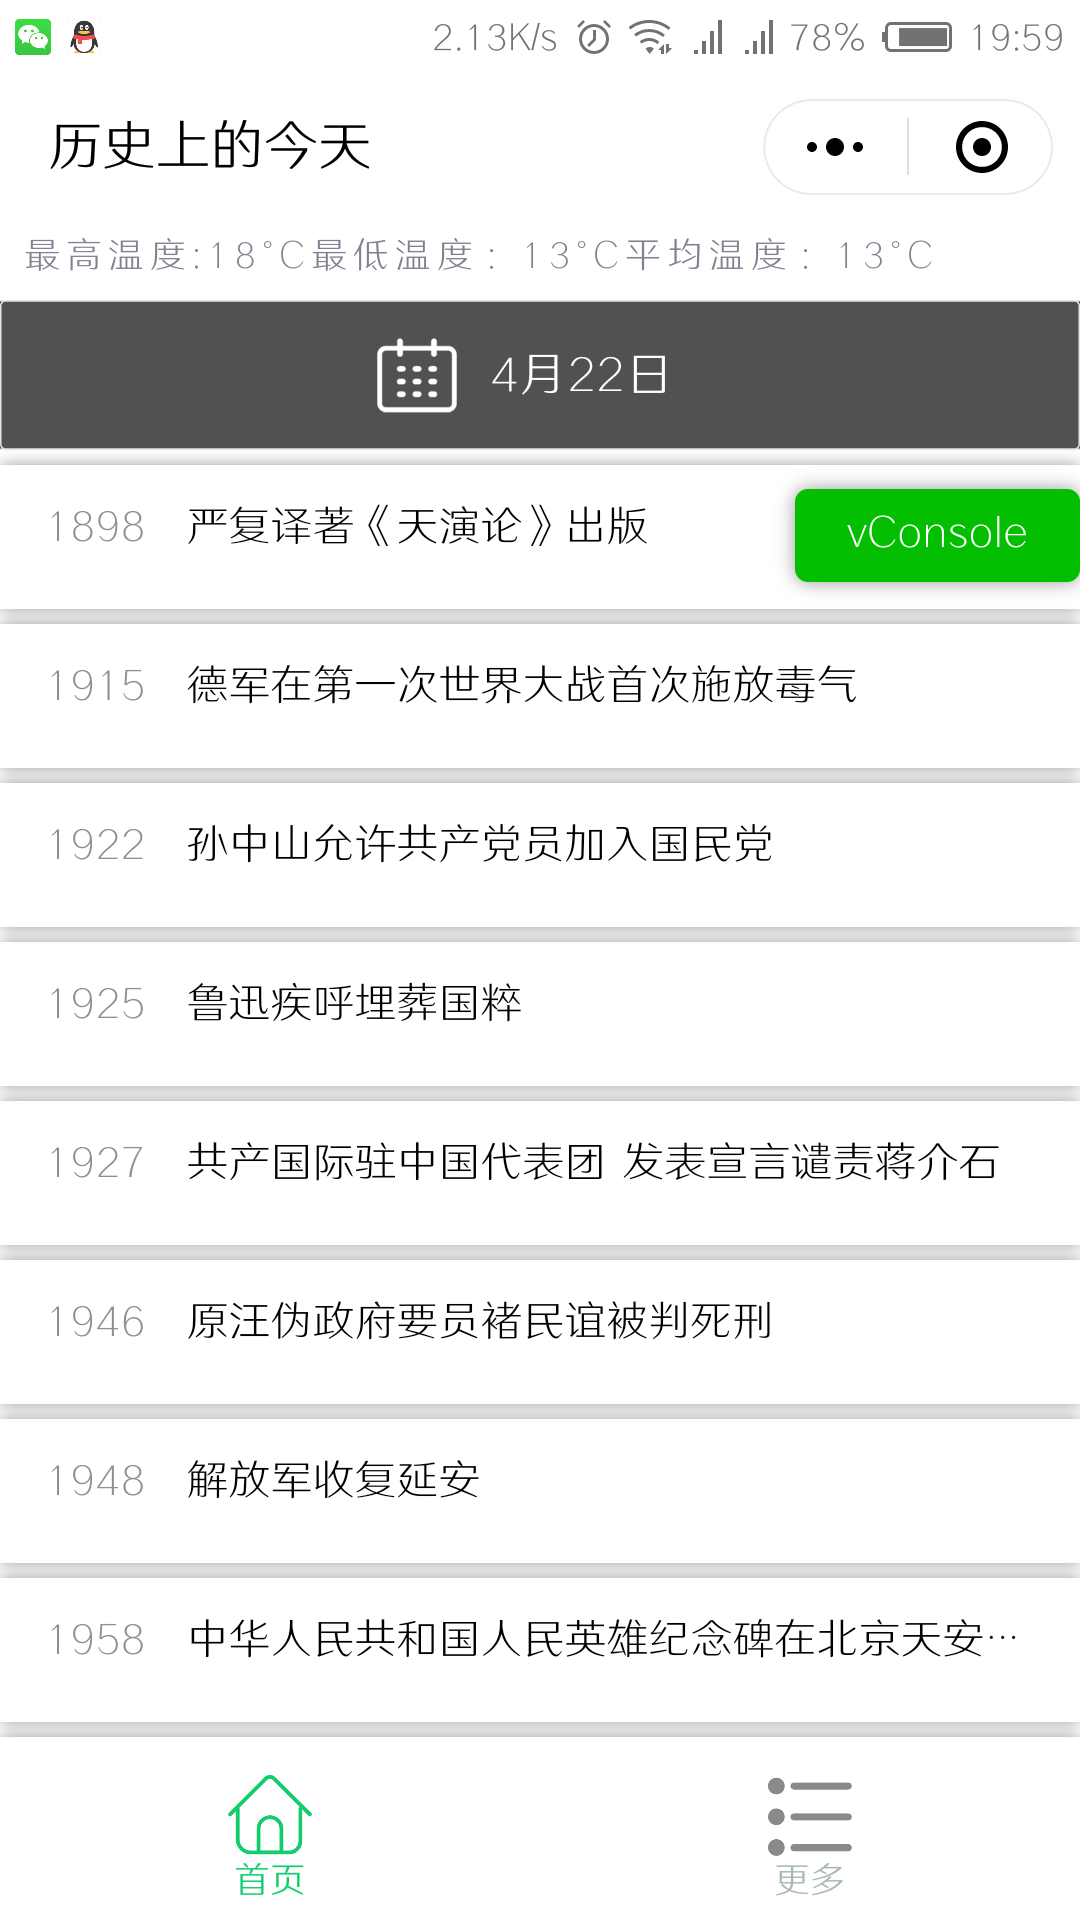 2.13K/s 78% 19:59
历史上的今天
最高温度:18°C最低温度：13°C平均温度：13°C
4月22日
1898 严复译著《天演论》出版
vConsole
1915 德军在第一次世界大战首次施放毒气
1922 孙中山允许共产党员加入国民党
1925 鲁迅疾呼埋葬国粹
1927 共产国际驻中国代表团 发表宣言谴责蒋介石
1946 原汪伪政府要员褚民谊被判死刑
1948 解放军收复延安
1958 中华人民共和国人民英雄纪念碑在北京天安…
首页 更多